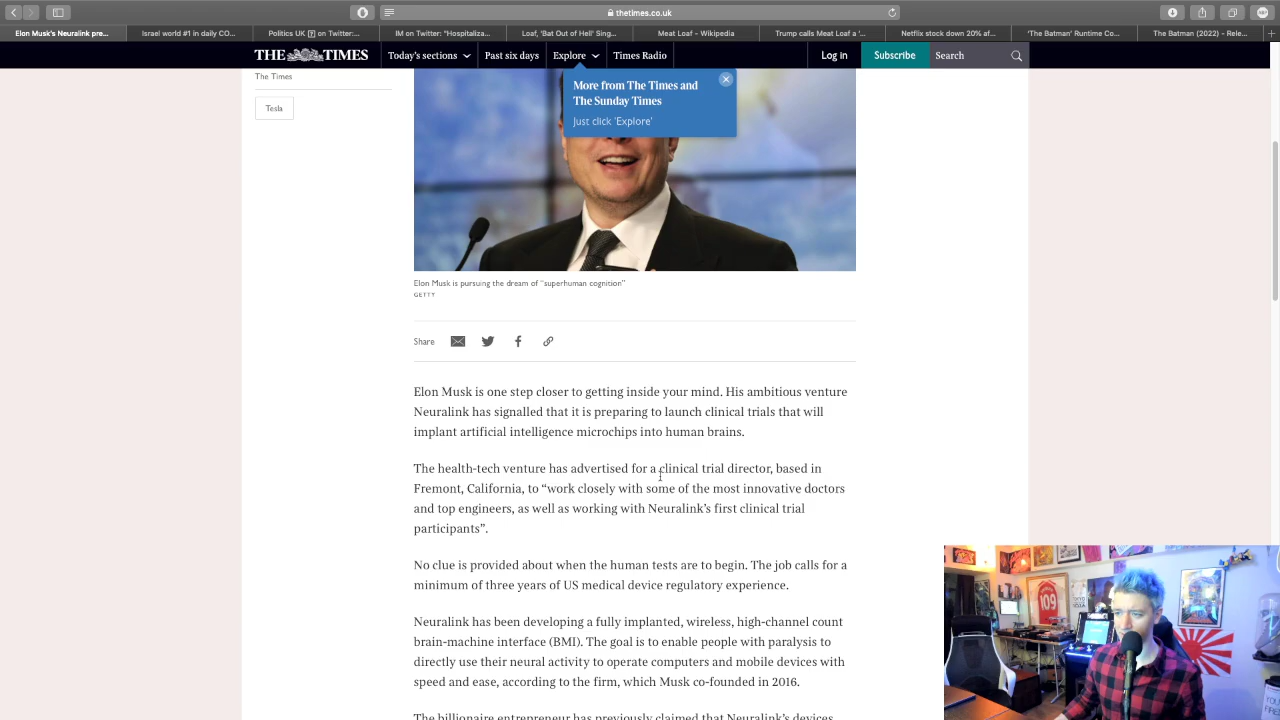 thetimes.co.uk
Elon Musk's Neuralink pre...
Israel world #1 in daily CO...
Politics UK [?] on Twitter:...
IM on Twitter: "Hospitaliza...
Loaf, 'Bat Out of Hell' Sing...
Meat Loaf - Wikipedia
Trump calls Meat Loaf a '...
Netflix stock down 20% af...
'The Batman' Runtime Co...
The Batman (2022) - Rele...
THE TIMES
Today's sections
Past six days
Explore
Times Radio
Log in
Subscribe
Search
The Times
Tesla
More from The Times and
The Sunday Times
Just click 'Explore'
Elon Musk is pursuing the dream of “superhuman cognition”
GETTY
Share
Elon Musk is one step closer to getting inside your mind. His ambitious venture
Neuralink has signalled that it is preparing to launch clinical trials that will
implant artificial intelligence microchips into human brains.
The health-tech venture has advertised for a clinical trial director, based in
Fremont, California, to “work closely with some of the most innovative doctors
and top engineers, as well as working with Neuralink’s first clinical trial
participants”.
No clue is provided about when the human tests are to begin. The job calls for a
minimum of three years of US medical device regulatory experience.
Neuralink has been developing a fully implanted, wireless, high-channel count
brain-machine interface (BMI). The goal is to enable people with paralysis to
directly use their neural activity to operate computers and mobile devices with
speed and ease, according to the firm, which Musk co-founded in 2016.
The billionaire entrepreneur has previously claimed that Neuralink’s devices
109